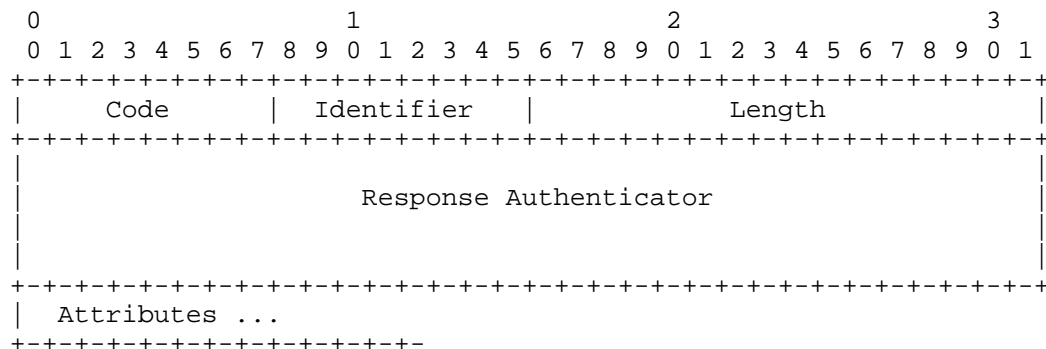 0                   1                   2                   3
 0 1 2 3 4 5 6 7 8 9 0 1 2 3 4 5 6 7 8 9 0 1 2 3 4 5 6 7 8 9 0 1
+-+-+-+-+-+-+-+-+-+-+-+-+-+-+-+-+-+-+-+-+-+-+-+-+-+-+-+-+-+-+-+-+
|     Code      |  Identifier   |            Length             |
+-+-+-+-+-+-+-+-+-+-+-+-+-+-+-+-+-+-+-+-+-+-+-+-+-+-+-+-+-+-+-+-+
|                                                               |
|                     Response Authenticator                    |
|                                                               |
|                                                               |
+-+-+-+-+-+-+-+-+-+-+-+-+-+-+-+-+-+-+-+-+-+-+-+-+-+-+-+-+-+-+-+-+
|  Attributes ...
+-+-+-+-+-+-+-+-+-+-+-+-+-